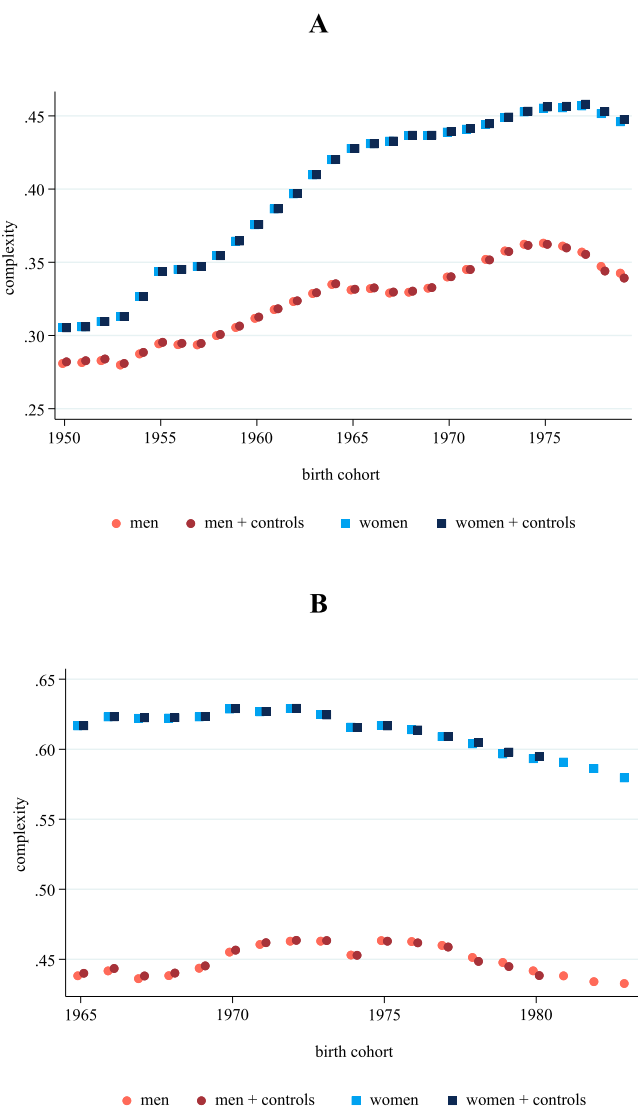 A
.45
.40
.35
.30
.25
complexity
1950 1955 1960 1965 1970 1975
birth cohort
men men + controls women women + controls
B
.65
.60
.55
.50
.45
complexity
1965 1970 1975 1980
birth cohort
men men + controls women women + controls